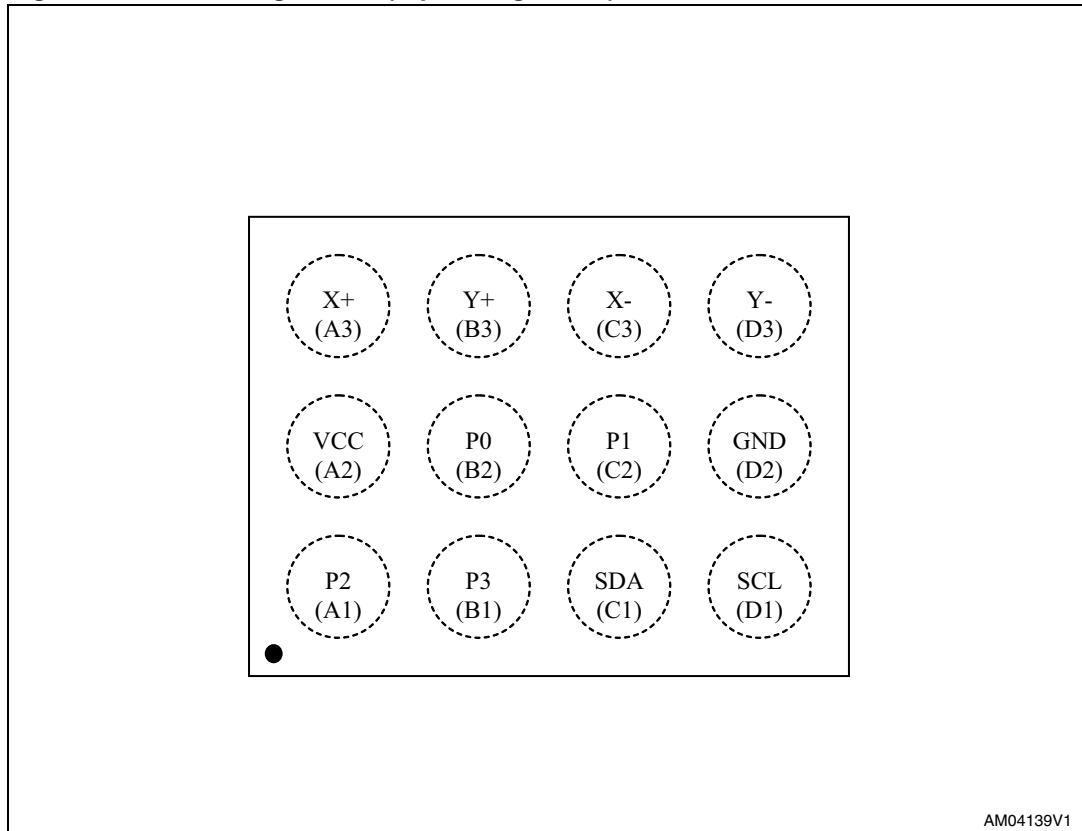 X+ Y+ X- Y-
(A3) (B3) (C3) (D3)
VCC P0 P1 GND
(A2) (B2) (C2) (D2)
P2 P3 SDA SCL
(A1) (B1) (C1) (D1)
AM04139V1